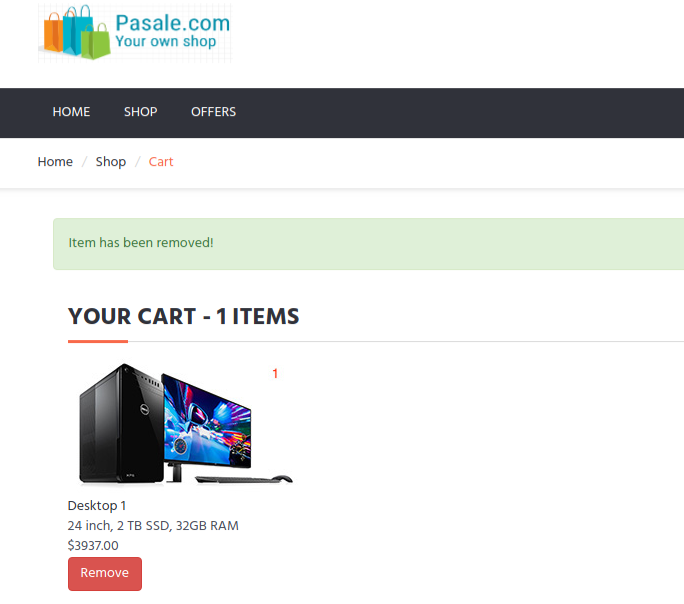 Pasale.com
Your own shop
HOME SHOP OFFERS
Home / Shop / Cart
Item has been removed!
YOUR CART - 1 ITEMS
1
DELL
Desktop 1
24 inch, 2 TB SSD, 32GB RAM
$3937.00
Remove